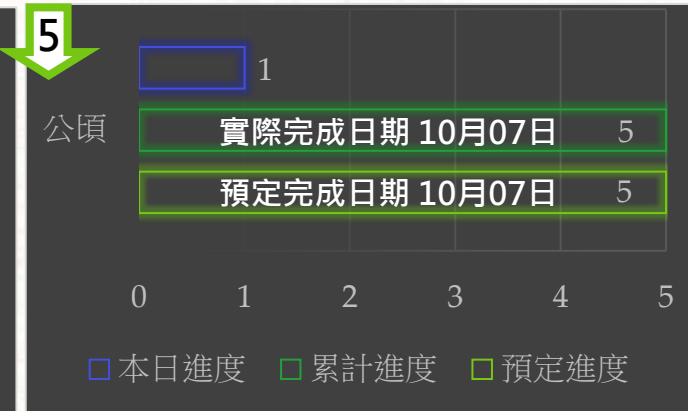 5
1
公頃
實際完成日期 10月07日 5
預定完成日期 10月07日 5
0 1 2 3 4 5
本日進度 累計進度 預定進度